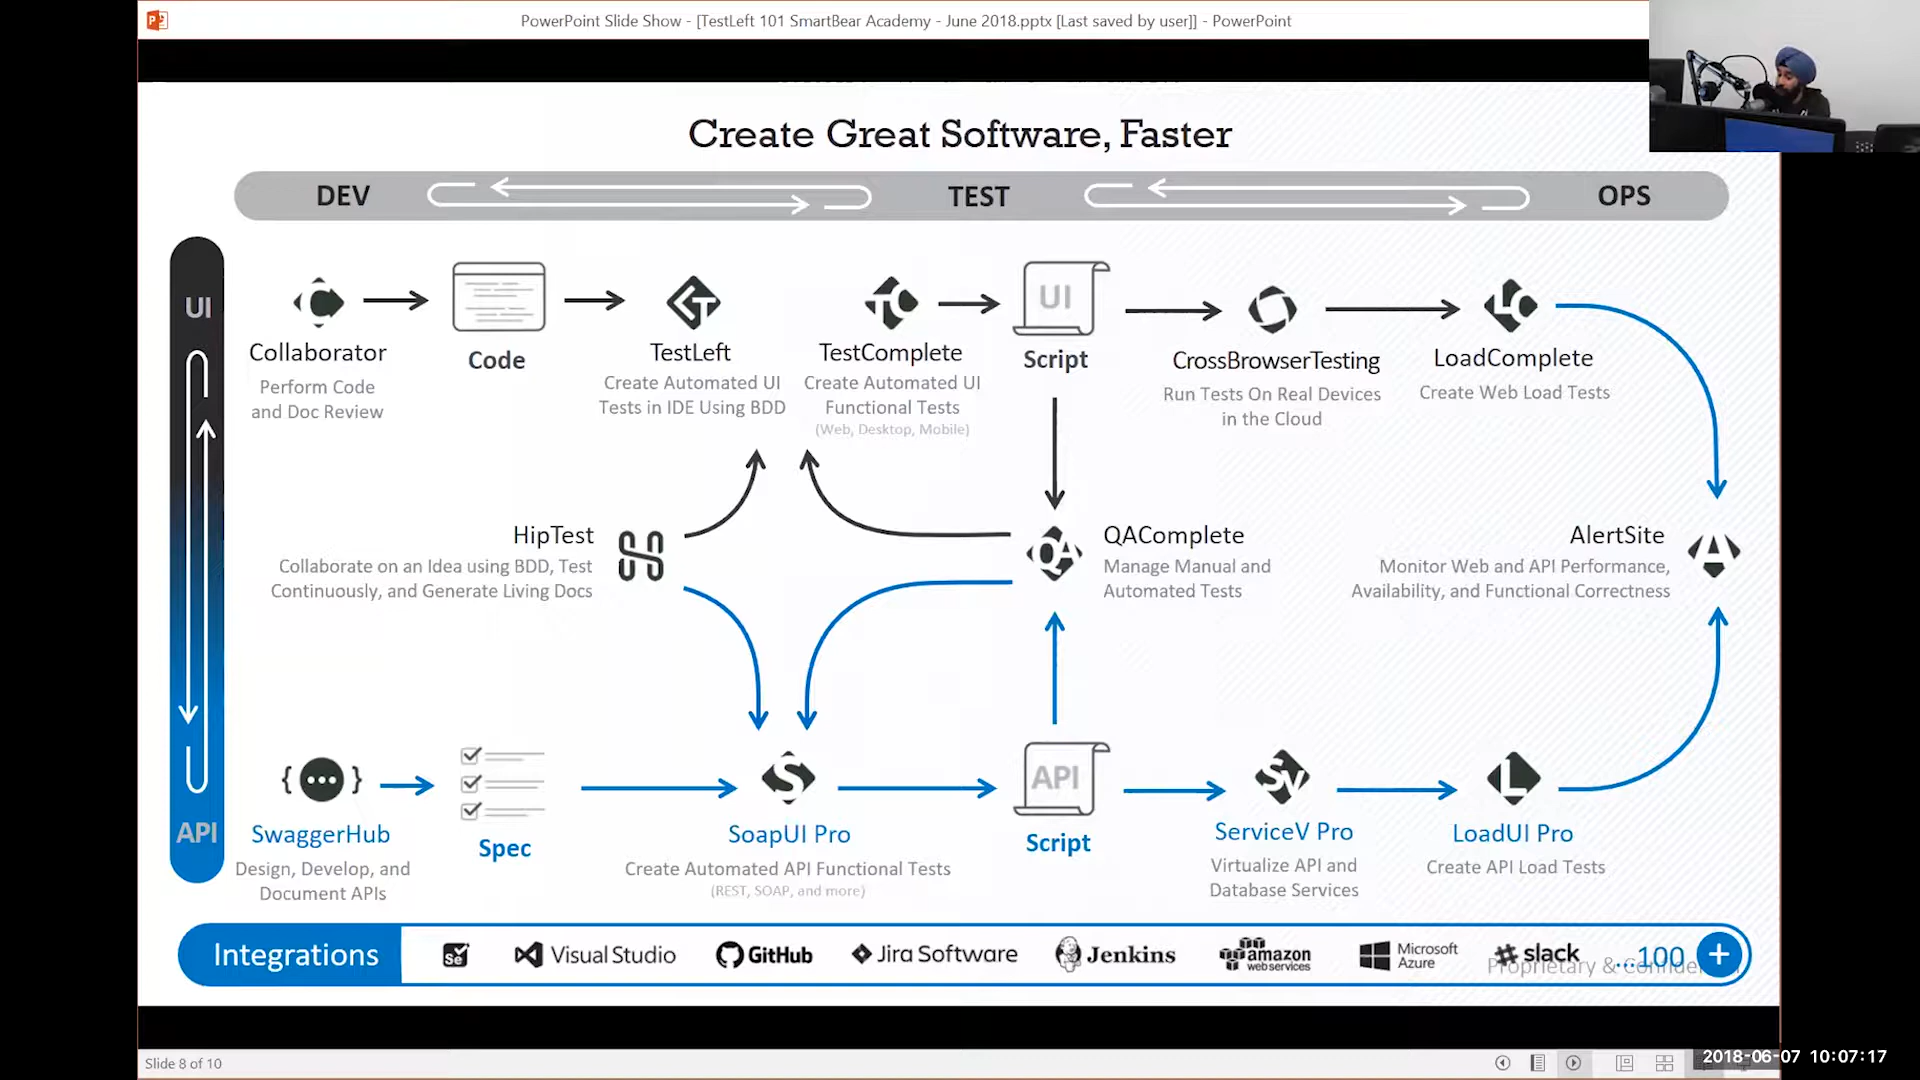 PowerPoint Slide Show - [TestLeft 101 SmartBear Academy - June 2018.pptx [Last saved by user]] - PowerPoint
Create Great Software, Faster
DEV
TEST
OPS
UI
API
Collaborator
Perform Code
and Doc Review
Code
TestLeft
Create Automated UI
Tests in IDE Using BDD
TestComplete
Create Automated UI
Functional Tests
(Web, Desktop, Mobile)
UI
Script
CrossBrowserTesting
Run Tests On Real Devices
in the Cloud
LoadComplete
Create Web Load Tests
HipTest
Collaborate on an Idea using BDD, Test
Continuously, and Generate Living Docs
QA
QAComplete
Manage Manual and
Automated Tests
AlertSite
Monitor Web and API Performance,
Availability, and Functional Correctness
SwaggerHub
Design, Develop, and
Document APIs
Spec
SoapUI Pro
Create Automated API Functional Tests
(REST, SOAP, and more)
API
Script
ServiceV Pro
Virtualize API and
Database Services
LoadUI Pro
Create API Load Tests
Integrations
Se
Visual Studio
GitHub
Jira Software
Jenkins
amazon
web services
Microsoft
Azure
slack
...100
+
Slide 8 of 10
2018-06-07 10:07:17